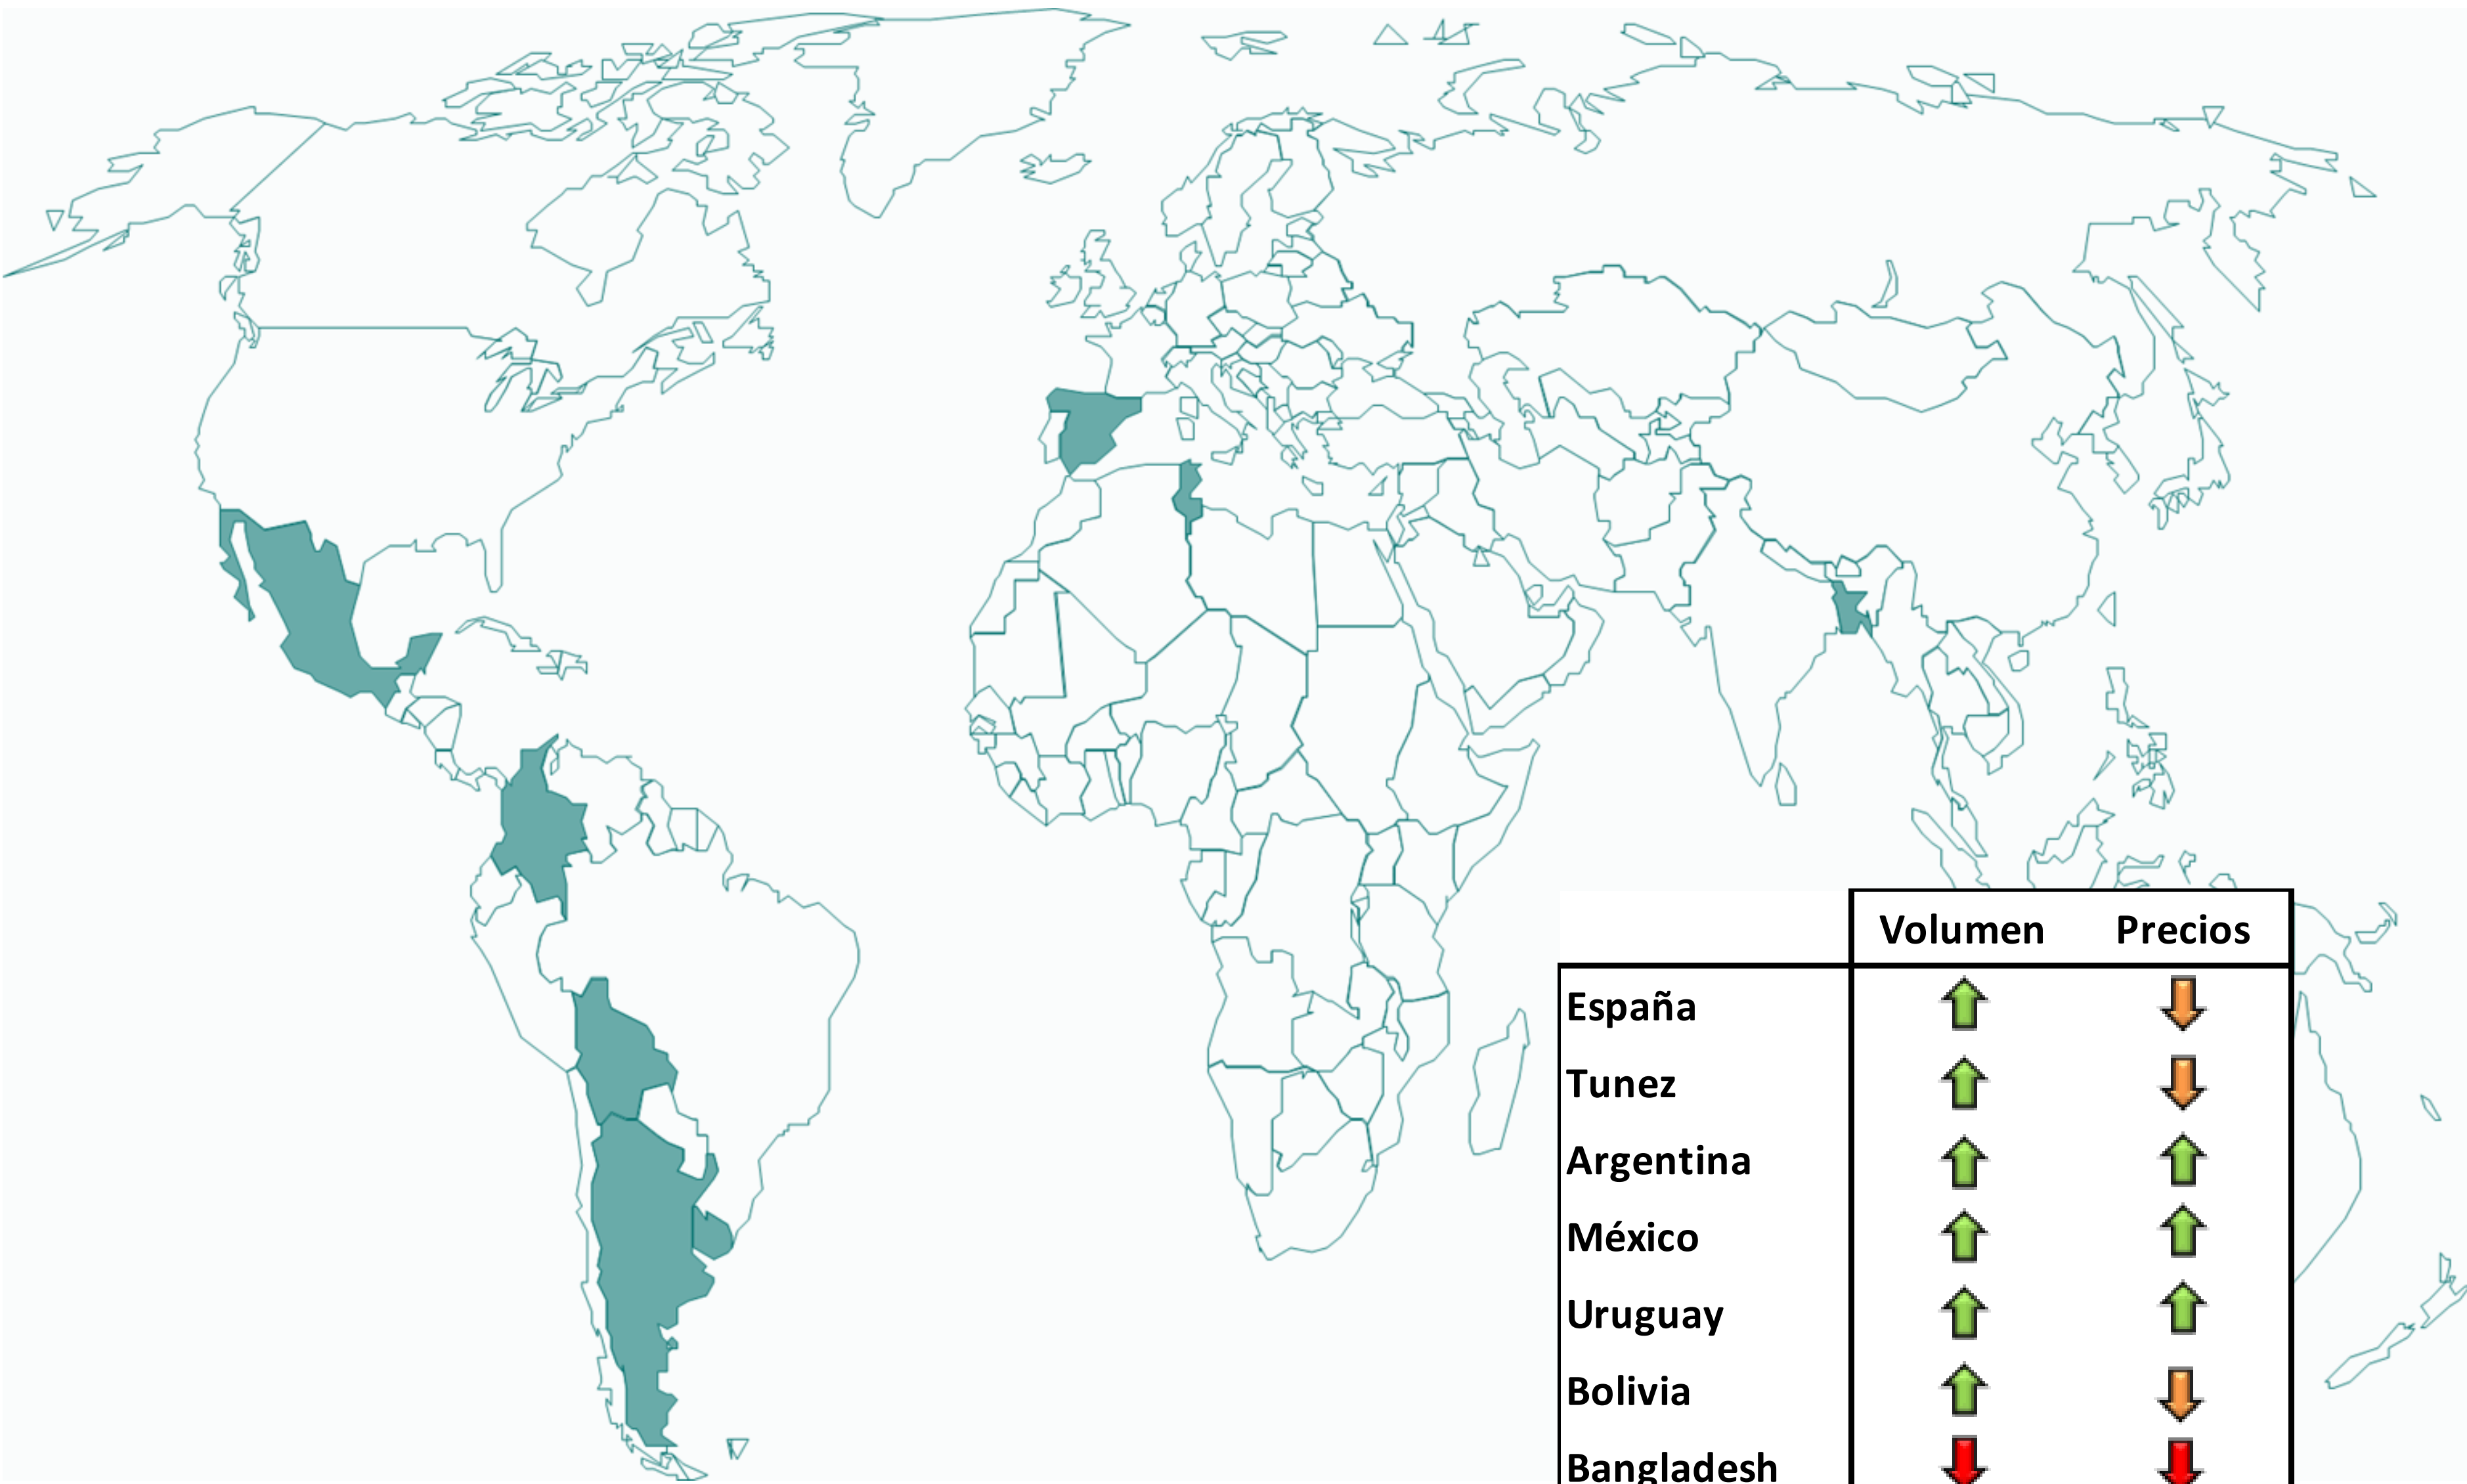 Volumen Precios
España
Tunez
Argentina
México
Uruguay
Bolivia
Bangladesh